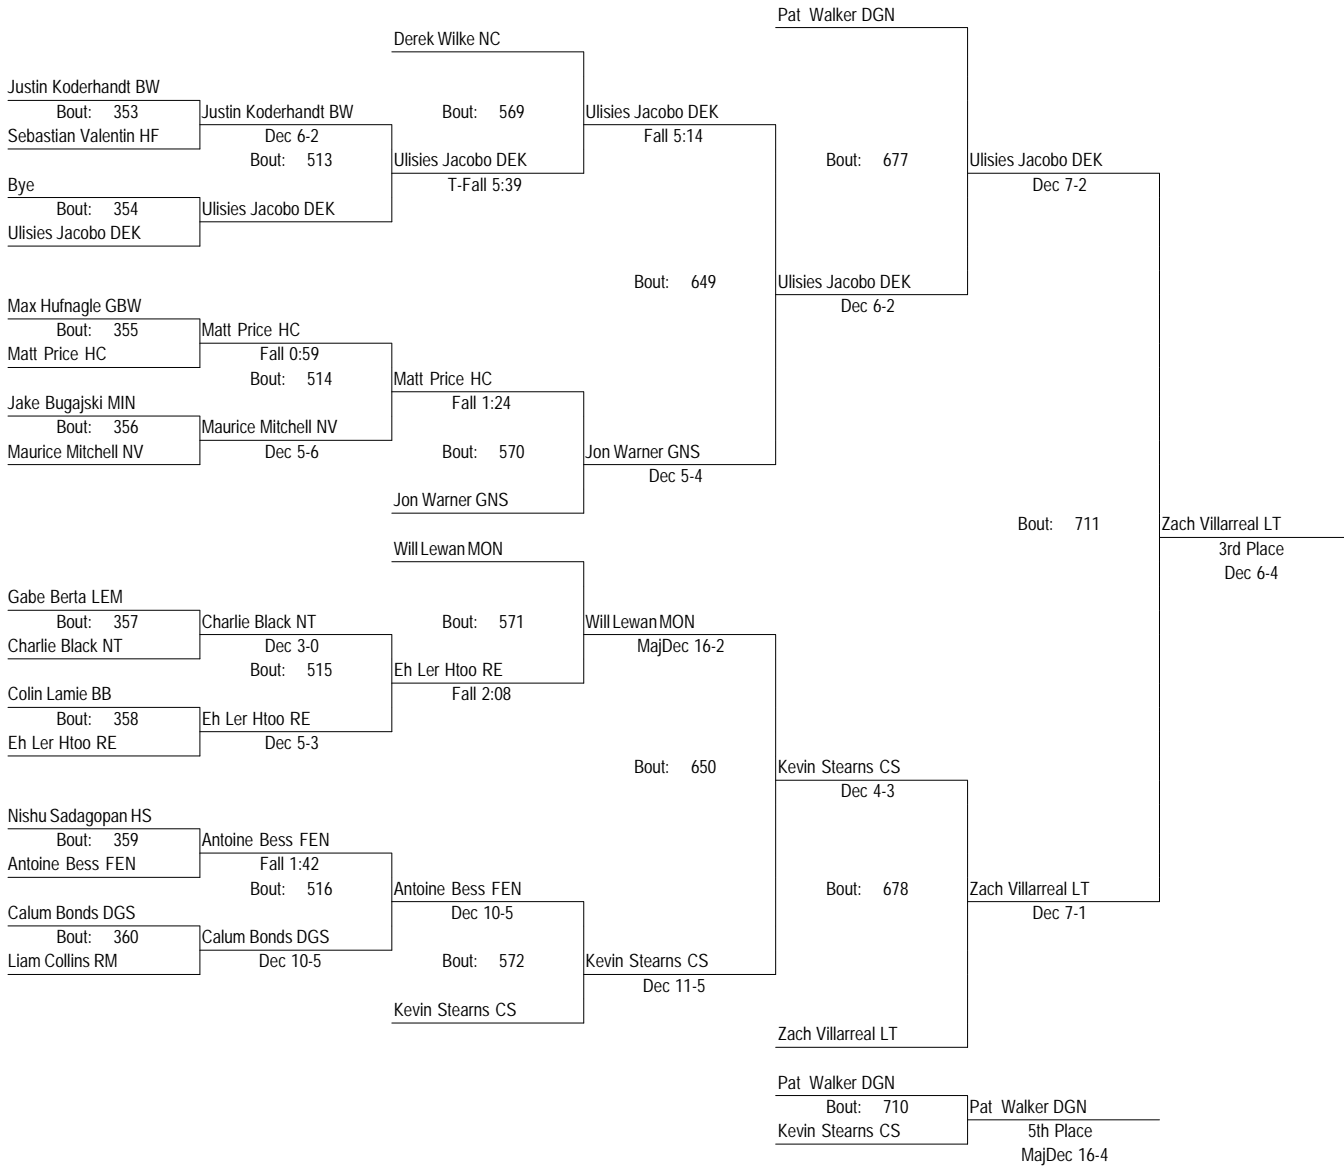 Pat Walker DGN
Derek Wilke NC
Justin Koderhandt BW
Bout: 353
Justin Koderhandt BW
Bout: 569
Ulisies Jacobo DEK
Sebastian Valentin HF
Dec 6-2
Fall 5:14
Bout: 513
Ulisies Jacobo DEK
Bout: 677
Ulisies Jacobo DEK
Bye
T-Fall 5:39
Dec 7-2
Bout: 354
Ulisies Jacobo DEK
Ulisies Jacobo DEK
Bout: 649
Ulisies Jacobo DEK
Max Hufnagle GBW
Dec 6-2
Bout: 355
Matt Price HC
Matt Price HC
Fall 0:59
Bout: 514
Matt Price HC
Jake Bugajski MIN
Fall 1:24
Bout: 356
Maurice Mitchell NV
Maurice Mitchell NV
Dec 5-6
Bout: 570
Jon Warner GNS
Dec 5-4
Jon Warner GNS
Bout: 711
Zach Villarreal LT
Will Lewan MON
3rd Place
Dec 6-4
Gabe Berta LEM
Bout: 357
Charlie Black NT
Bout: 571
Will Lewan MON
Charlie Black NT
Dec 3-0
MajDec 16-2
Bout: 515
Eh Ler Htoo RE
Colin Lamie BB
Fall 2:08
Bout: 358
Eh Ler Htoo RE
Eh Ler Htoo RE
Dec 5-3
Bout: 650
Kevin Stearns CS
Dec 4-3
Nishu Sadagopan HS
Bout: 359
Antoine Bess FEN
Antoine Bess FEN
Fall 1:42
Bout: 516
Antoine Bess FEN
Bout: 678
Zach Villarreal LT
Calum Bonds DGS
Dec 10-5
Dec 7-1
Bout: 360
Calum Bonds DGS
Liam Collins RM
Dec 10-5
Bout: 572
Kevin Stearns CS
Dec 11-5
Kevin Stearns CS
Zach Villarreal LT
Pat Walker DGN
Bout: 710
Pat Walker DGN
Kevin Stearns CS
5th Place
MajDec 16-4